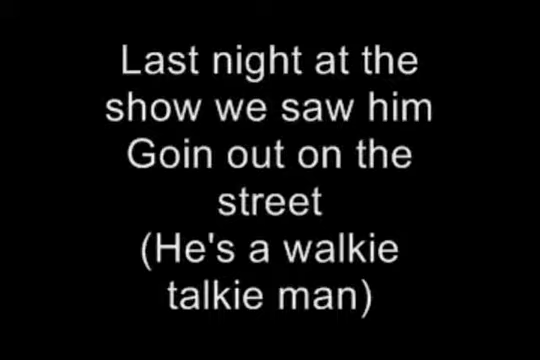 Last night at the
show we saw him
Goin out on the
street
(He's a walkie
talkie man)